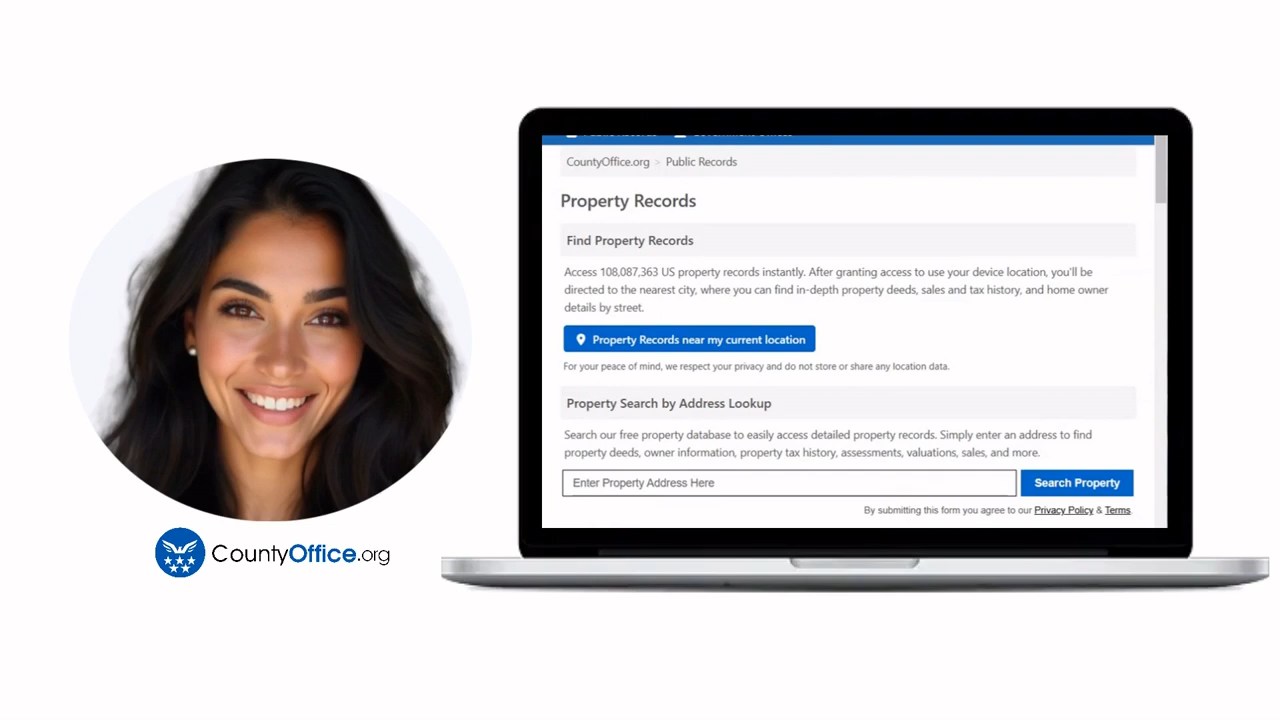 CountyOffice.org > Public Records
Property Records
Find Property Records
Access 108,087,363 US property records instantly. After granting access to use your device location, you'll be
directed to the nearest city, where you can find in-depth property deeds, sales and tax history, and home owner
details by street.
Property Records near my current location
For your peace of mind, we respect your privacy and do not store or share any location data.
Property Search by Address Lookup
Search our free property database to easily access detailed property records. Simply enter an address to find
property deeds, owner information, property tax history, assessments, valuations, sales, and more.
Enter Property Address Here
Search Property
By submitting this form you agree to our Privacy Policy & Terms.
CountyOffice.org